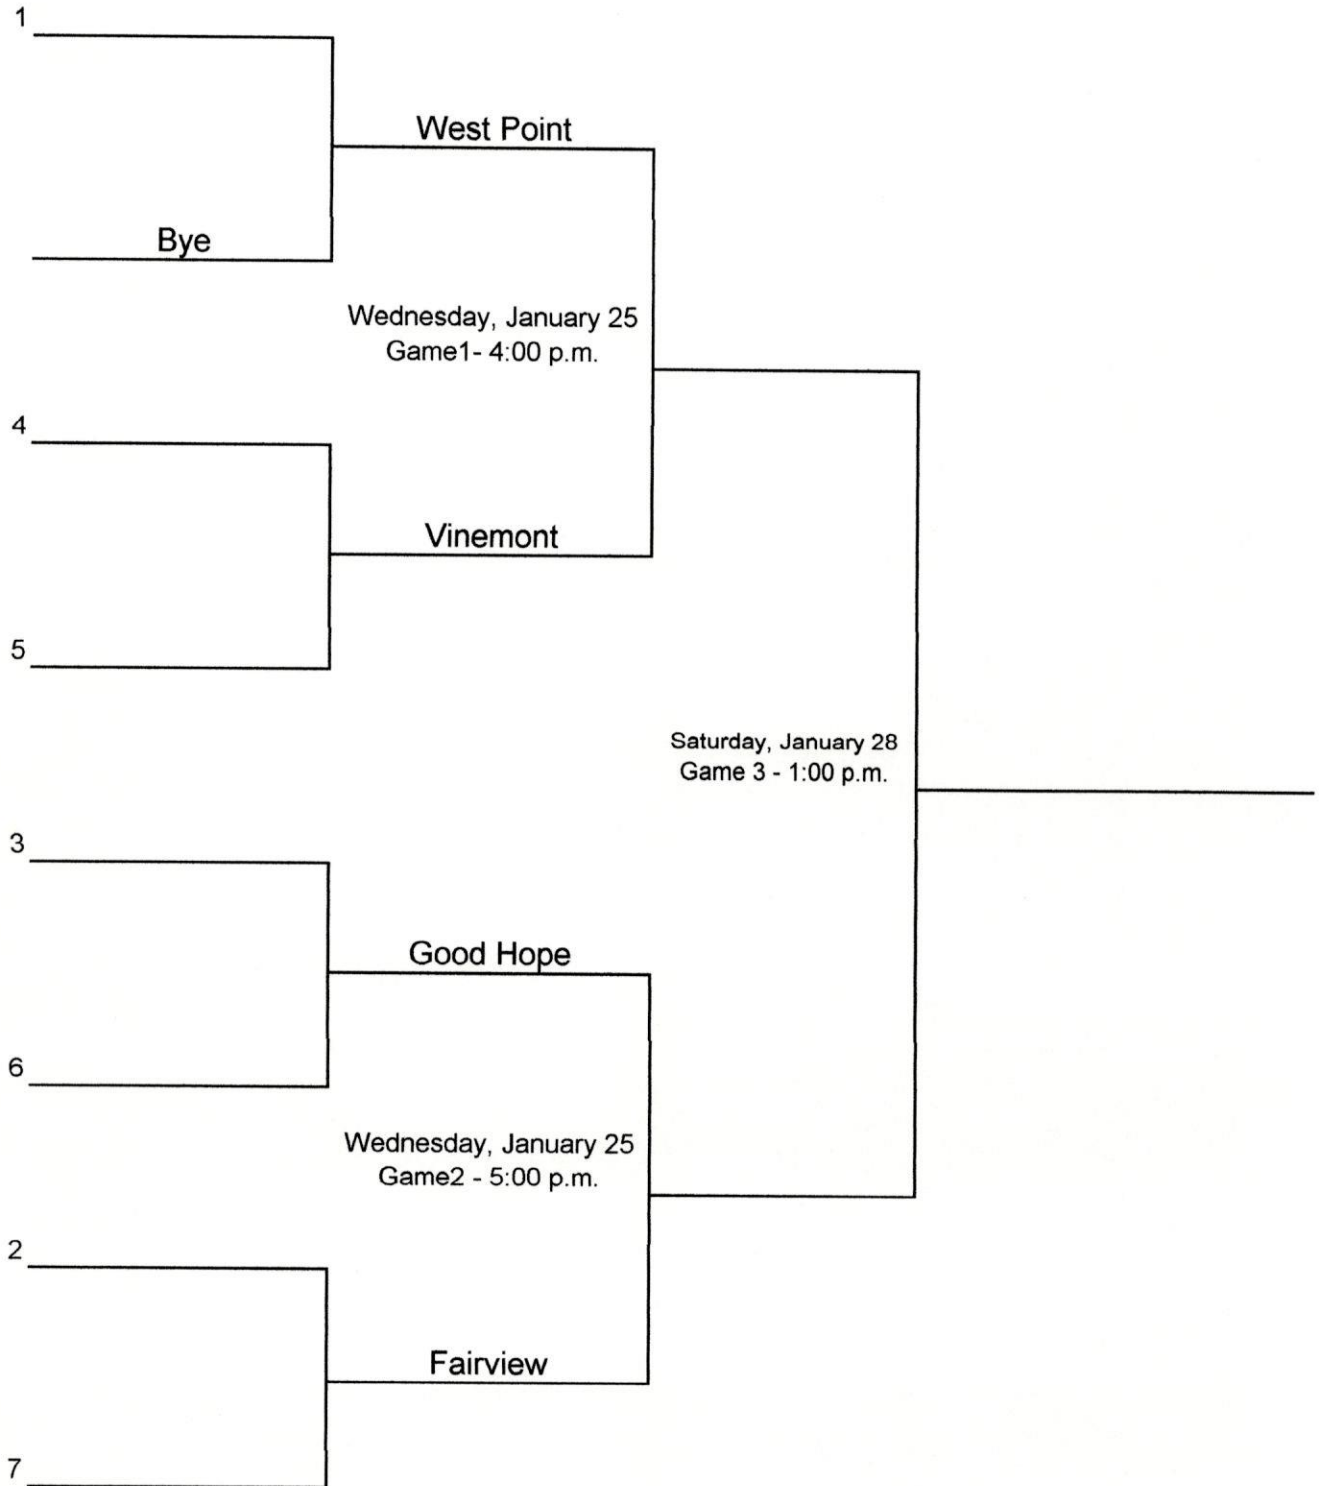 1
West Point
Bye
Wednesday, January 25
Game1- 4:00 p.m.
4
Vinemont
5
Saturday, January 28
Game 3 - 1:00 p.m.
3
Good Hope
6
Wednesday, January 25
Game2 - 5:00 p.m.
2
Fairview
7